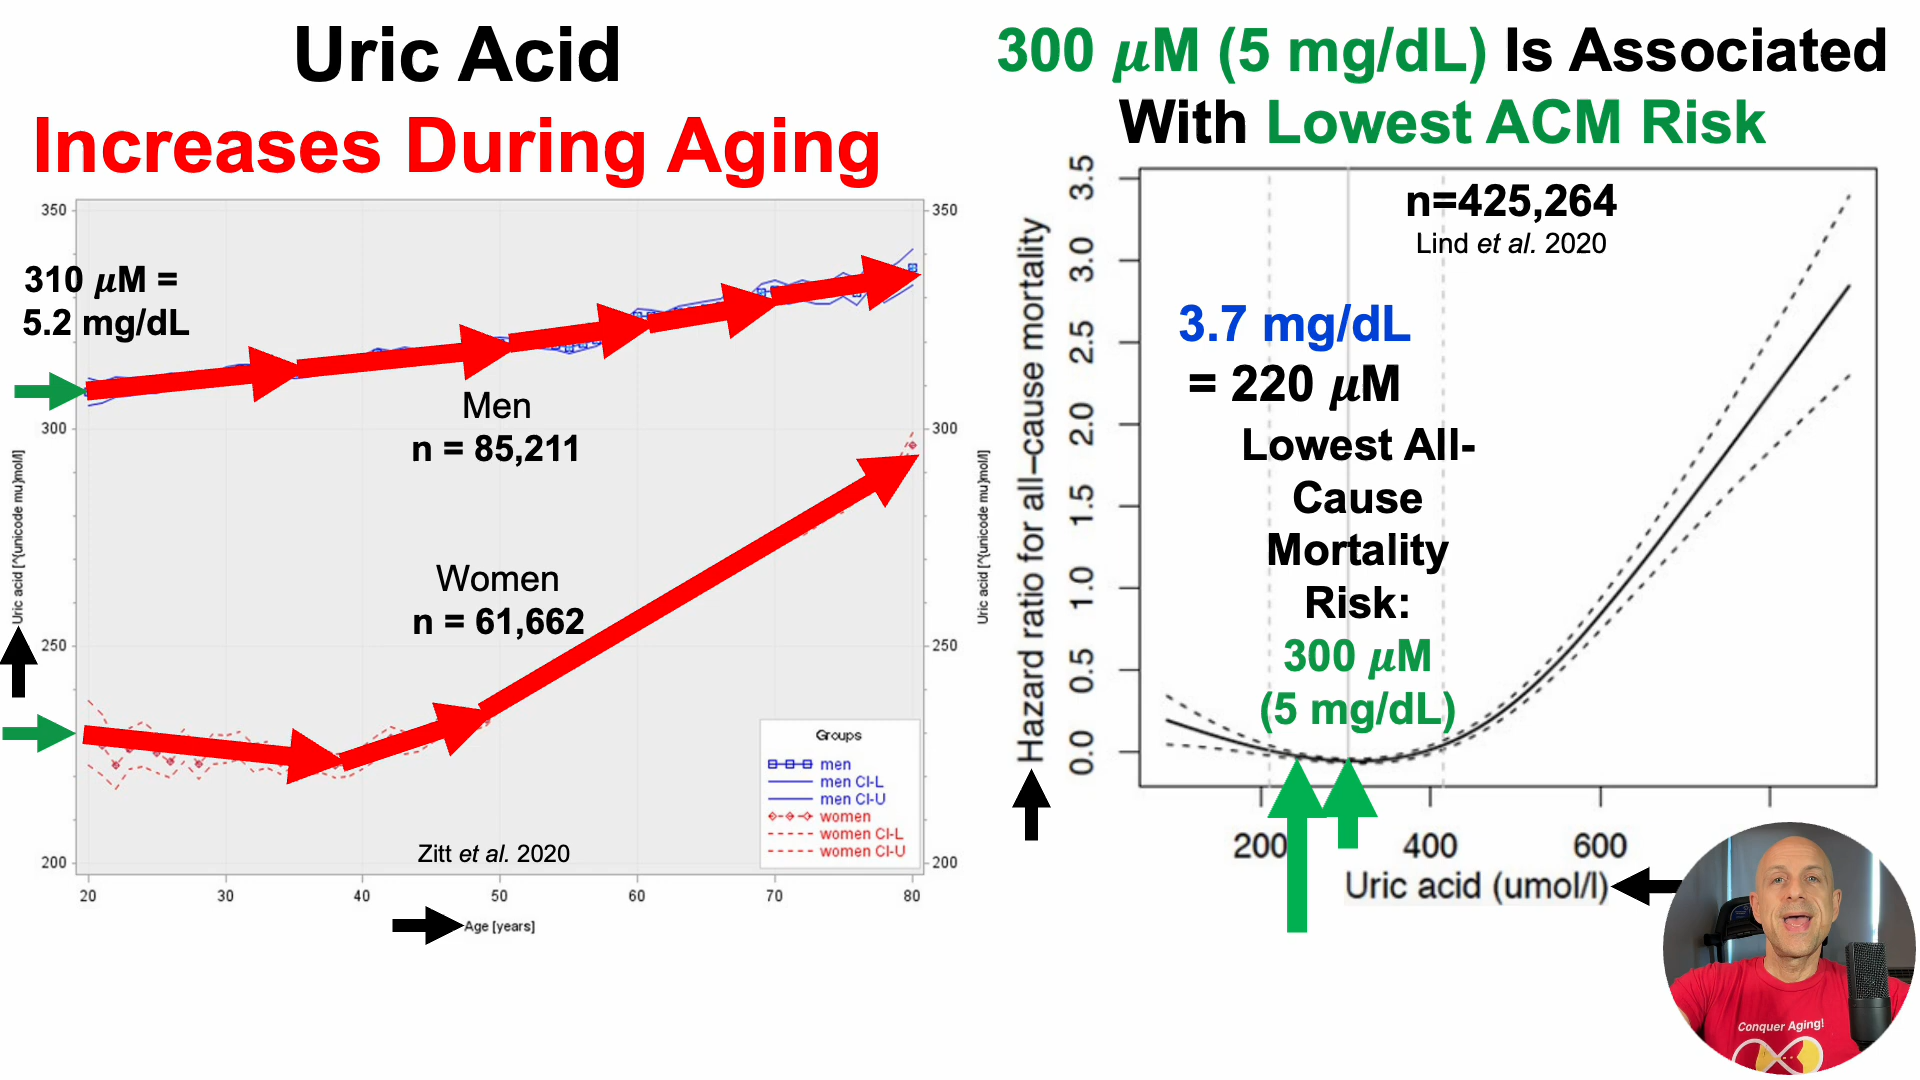 Uric Acid
Increases During Aging
350
350
310 𝝁M =
5.2 mg/dL
Men
n = 85,211
300
300
Women
n = 61,662
250
250
Uric acid [^{unicode mu}mol/l]
Uric acid [^{unicode mu}mol/l]
Groups
men
men CI-L
men CI-U
women
women CI-L
women CI-U
Zitt et al. 2020
200
200
20 30 40 50 60 70 80
Age [years]
300 𝝁M (5 mg/dL) Is Associated
With Lowest ACM Risk
n=425,264
Lind et al. 2020
3.7 mg/dL
= 220 𝝁M
Lowest All-
Cause
Mortality
Risk:
300 𝝁M
(5 mg/dL)
Hazard ratio for all–cause mortality
3.5
3.0
2.5
2.0
1.5
1.0
0.5
0.0
200 400 600
Uric acid (umol/l)
Conquer Aging!